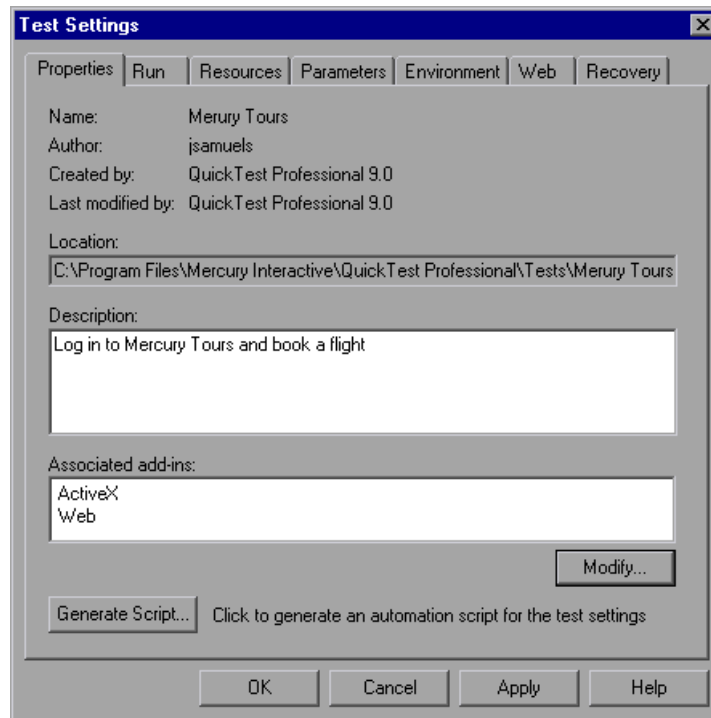 Test Settings
Properties Run Resources Parameters Environment Web Recovery
Name: Merury Tours
Author: jsamuels
Created by: QuickTest Professional 9.0
Last modified by: QuickTest Professional 9.0
Location:
C:\Program Files\Mercury Interactive\QuickTest Professional\Tests\Merury Tours
Description:
Log in to Mercury Tours and book a flight
Associated add-ins:
ActiveX
Web
Modify...
Generate Script... Click to generate an automation script for the test settings
OK Cancel Apply Help